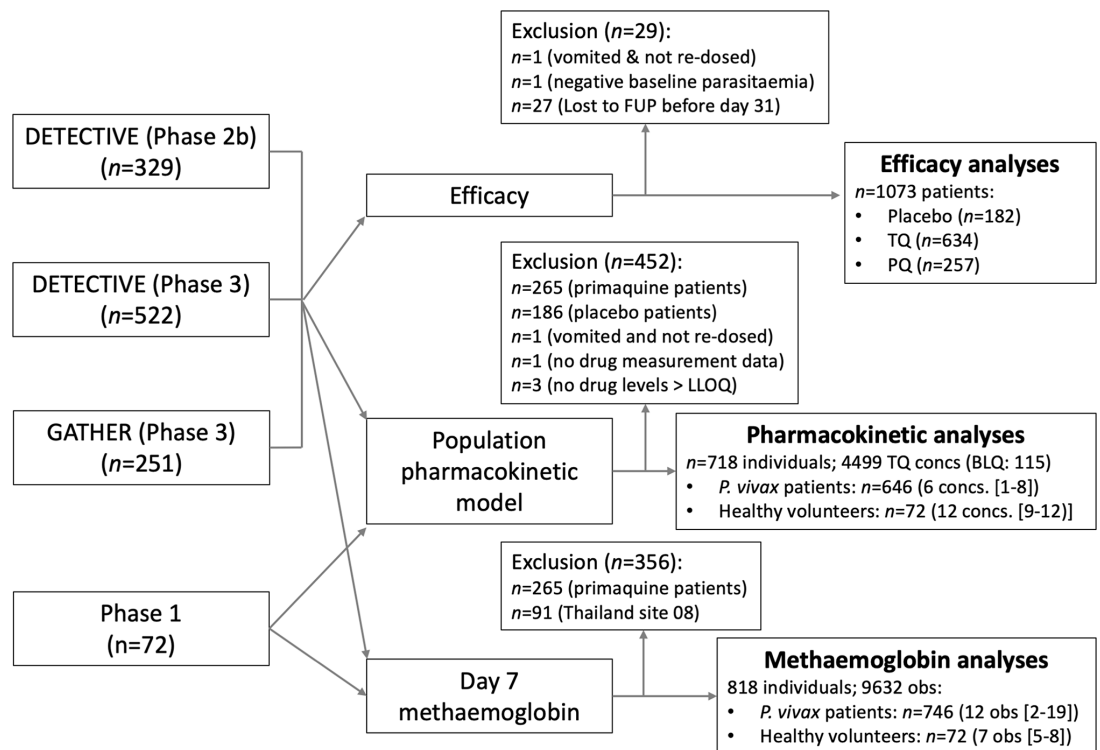 Exclusion (n=29):
n=1 (vomited & not re-dosed)
n=1 (negative baseline parasitaemia)
n=27 (Lost to FUP before day 31)
DETECTIVE (Phase 2b)
(n=329)
Efficacy
Efficacy analyses
n=1073 patients:
• Placebo (n=182)
• TQ (n=634)
• PQ (n=257)
DETECTIVE (Phase 3)
(n=522)
Exclusion (n=452):
n=265 (primaquine patients)
n=186 (placebo patients)
n=1 (vomited and not re-dosed)
n=1 (no drug measurement data)
n=3 (no drug levels > LLOQ)
GATHER (Phase 3)
(n=251)
Population
pharmacokinetic
model
Pharmacokinetic analyses
n=718 individuals; 4499 TQ concs (BLQ: 115)
• P. vivax patients: n=646 (6 concs. [1-8])
• Healthy volunteers: n=72 (12 concs. [9-12)]
Exclusion (n=356):
n=265 (primaquine patients)
n=91 (Thailand site 08)
Phase 1
(n=72)
Day 7
methaemoglobin
Methaemoglobin analyses
818 individuals; 9632 obs:
• P. vivax patients: n=746 (12 obs [2-19])
• Healthy volunteers: n=72 (7 obs [5-8])